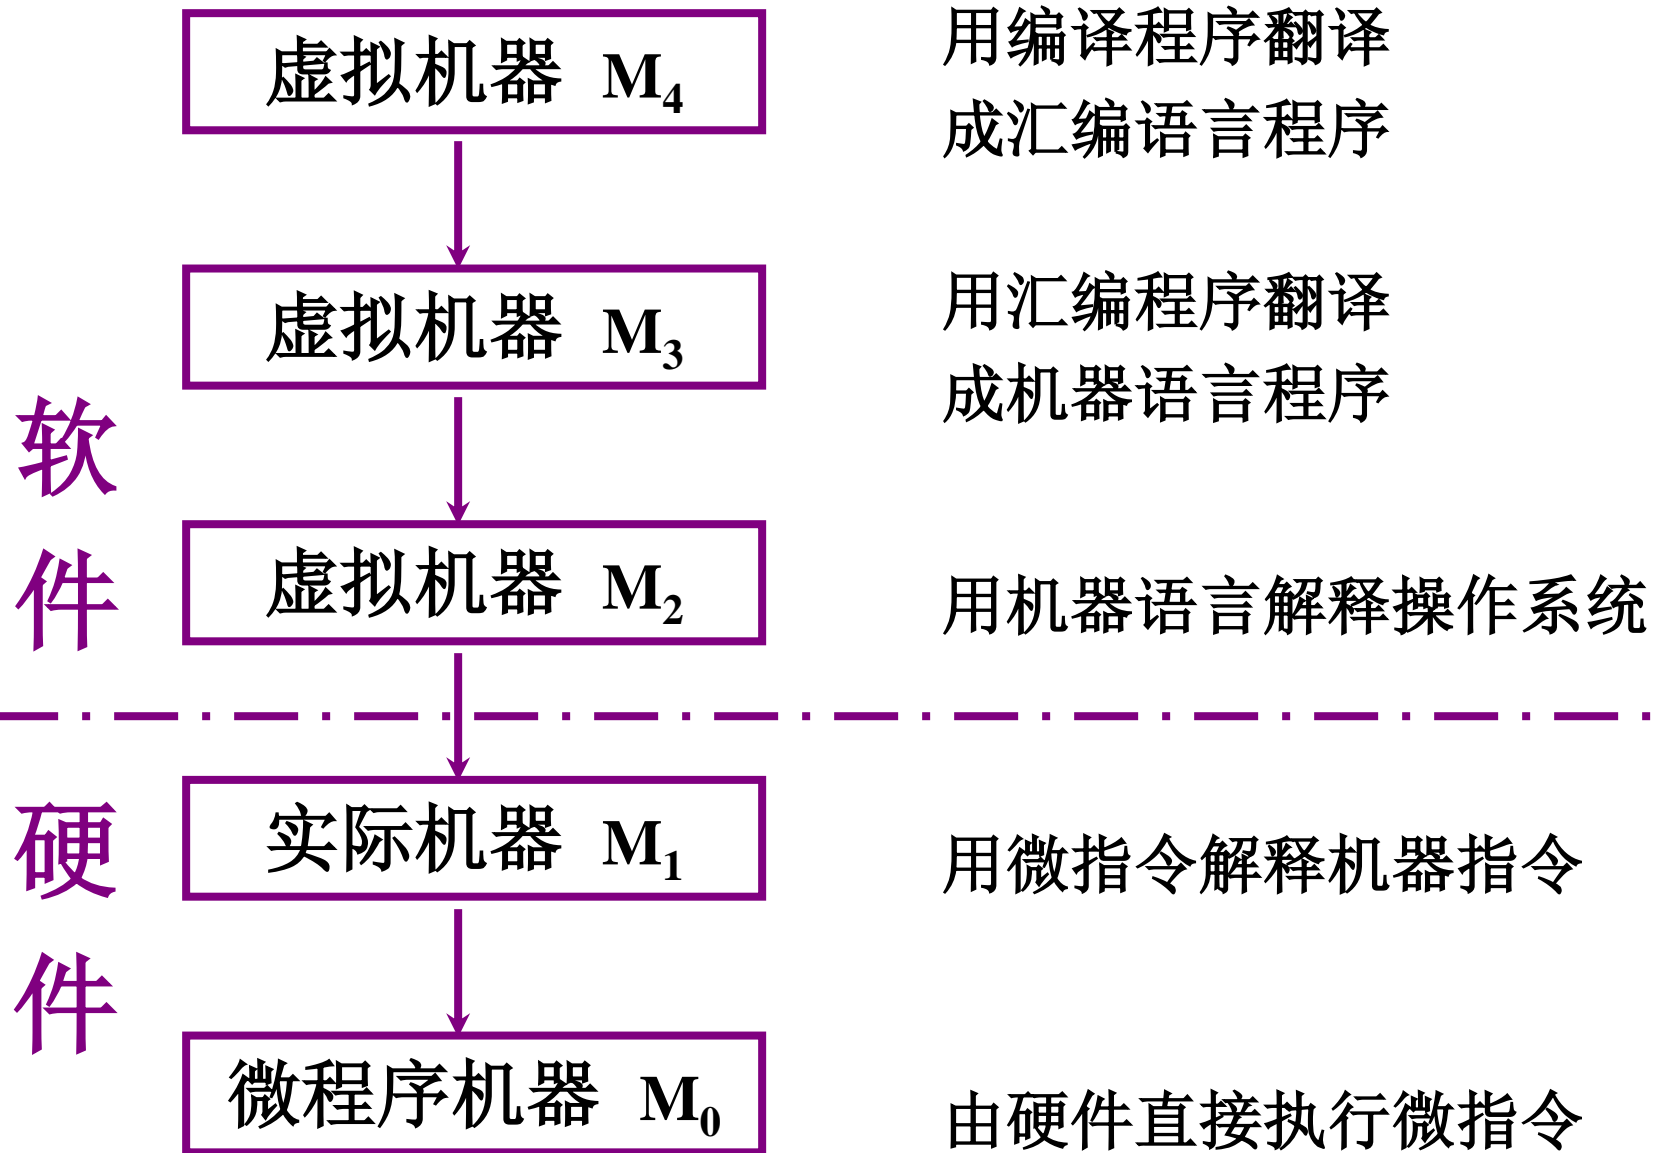 虚拟机器 M4
用编译程序翻译
成汇编语言程序
虚拟机器 M3
用汇编程序翻译
成机器语言程序
软
件
虚拟机器 M2
用机器语言解释操作系统
硬
件
实际机器 M1
用微指令解释机器指令
微程序机器 M0
由硬件直接执行微指令